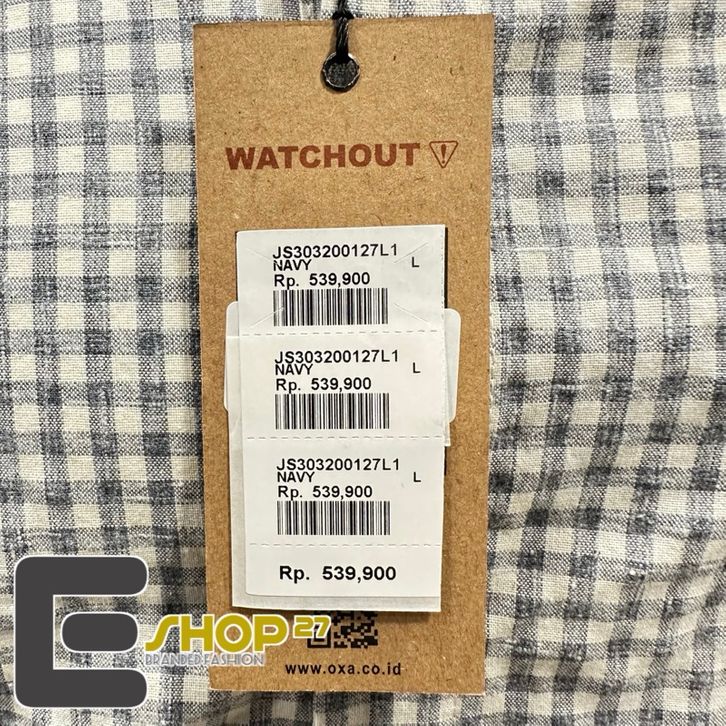 WATCHOUT
JS303200127L1
NAVY L
Rp. 539,900
JS303200127L1
NAVY L
Rp. 539,900
JS303200127L1
NAVY L
Rp. 539,900
Rp. 539,900
www.oxa.co.id
E SHOP 27
BRANDED FASHION